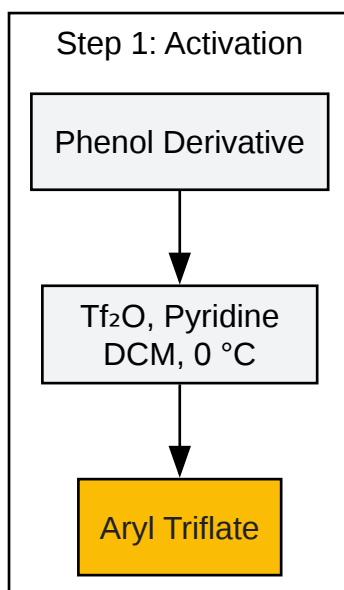 Step 1: Activation
Phenol Derivative
Tf₂O, Pyridine
DCM, 0 °C
Aryl Triflate